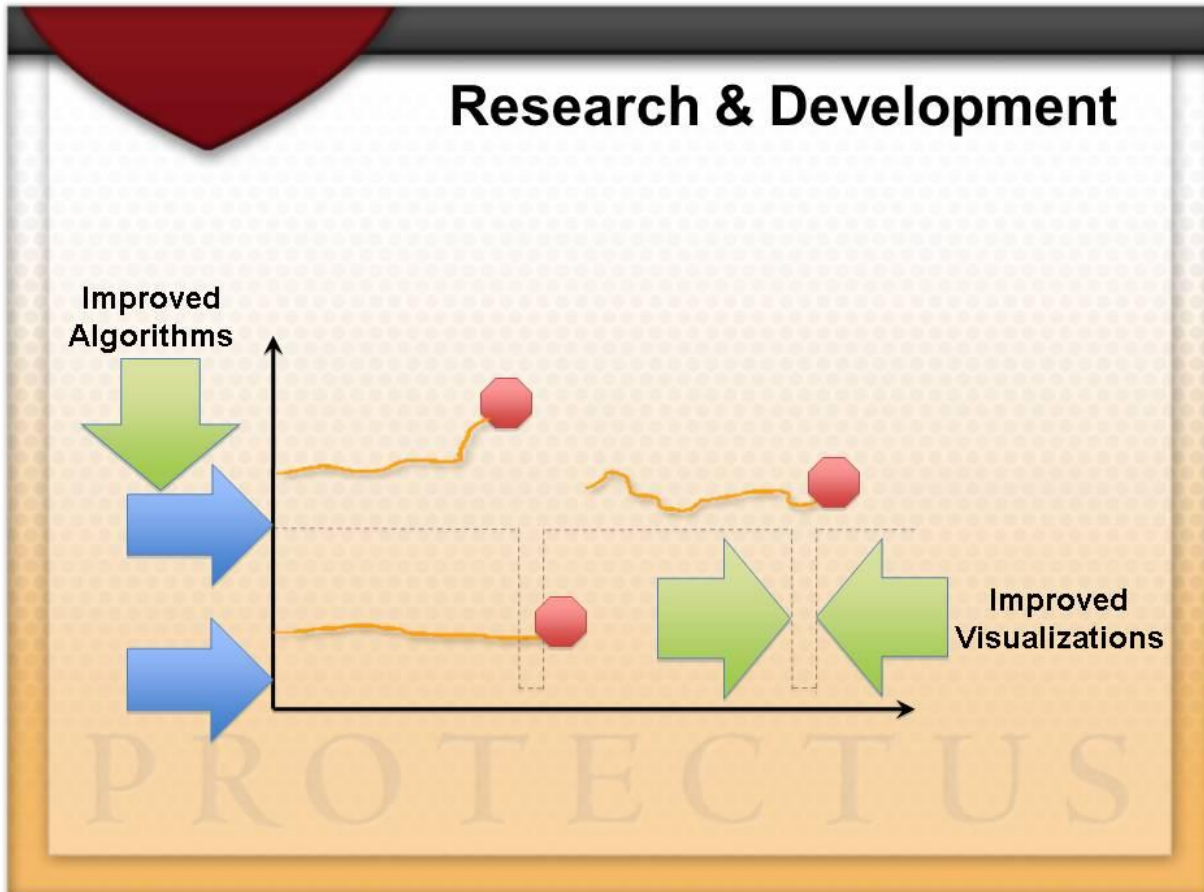 Research & Development
Improved
Algorithms
Improved
Visualizations
PROTECTUS